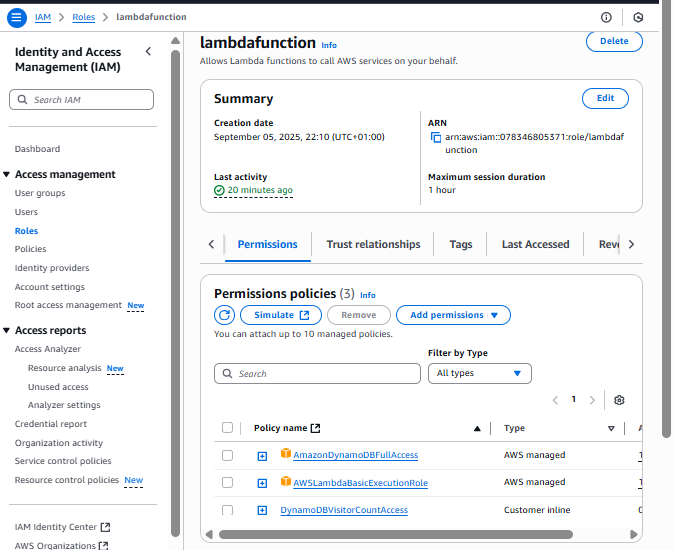 IAM > Roles > lambdafunction
Identity and Access
Management (IAM)
Search IAM
Dashboard
Access management
User groups
Users
Roles
Policies
Identity providers
Account settings
Root access management New
Access reports
Access Analyzer
Resource analysis New
Unused access
Analyzer settings
Credential report
Organization activity
Service control policies
Resource control policies New
IAM Identity Center
AWS Organizations
lambdafunction Info
Delete
Allows Lambda functions to call AWS services on your behalf.
Summary
Edit
Creation date
September 05, 2025, 22:10 (UTC+01:00)
ARN
arn:aws:iam::078346805371:role/lambdaf
unction
Last activity
20 minutes ago
Maximum session duration
1 hour
Permissions
Trust relationships
Tags
Last Accessed
Rev
Permissions policies (3) Info
Simulate
Remove
Add permissions
You can attach up to 10 managed policies.
Filter by Type
Search
All types
1
Policy name
Type
AmazonDynamoDBFullAccess
AWS managed
AWSLambdaBasicExecutionRole
AWS managed
DynamoDBVisitorCountAccess
Customer inline